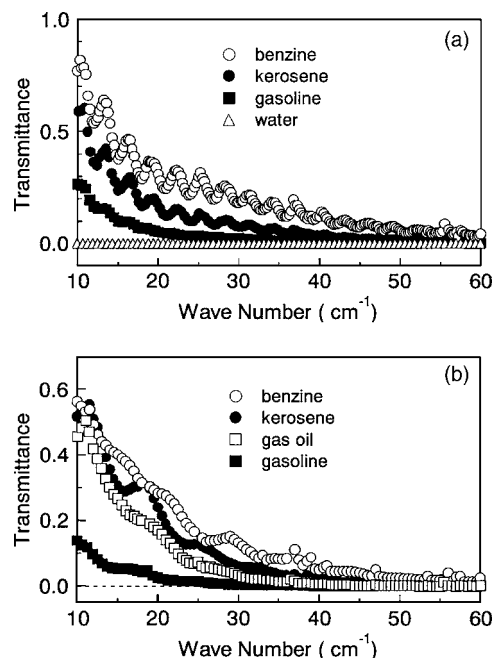 (a)
1.0
0.5
0.0
Transmittance
benzine
kerosene
gasoline
water
10 20 30 40 50 60
Wave Number ( cm⁻¹)
(b)
0.6
0.4
0.2
0.0
Transmittance
benzine
kerosene
gas oil
gasoline
10 20 30 40 50 60
Wave Number ( cm⁻¹)